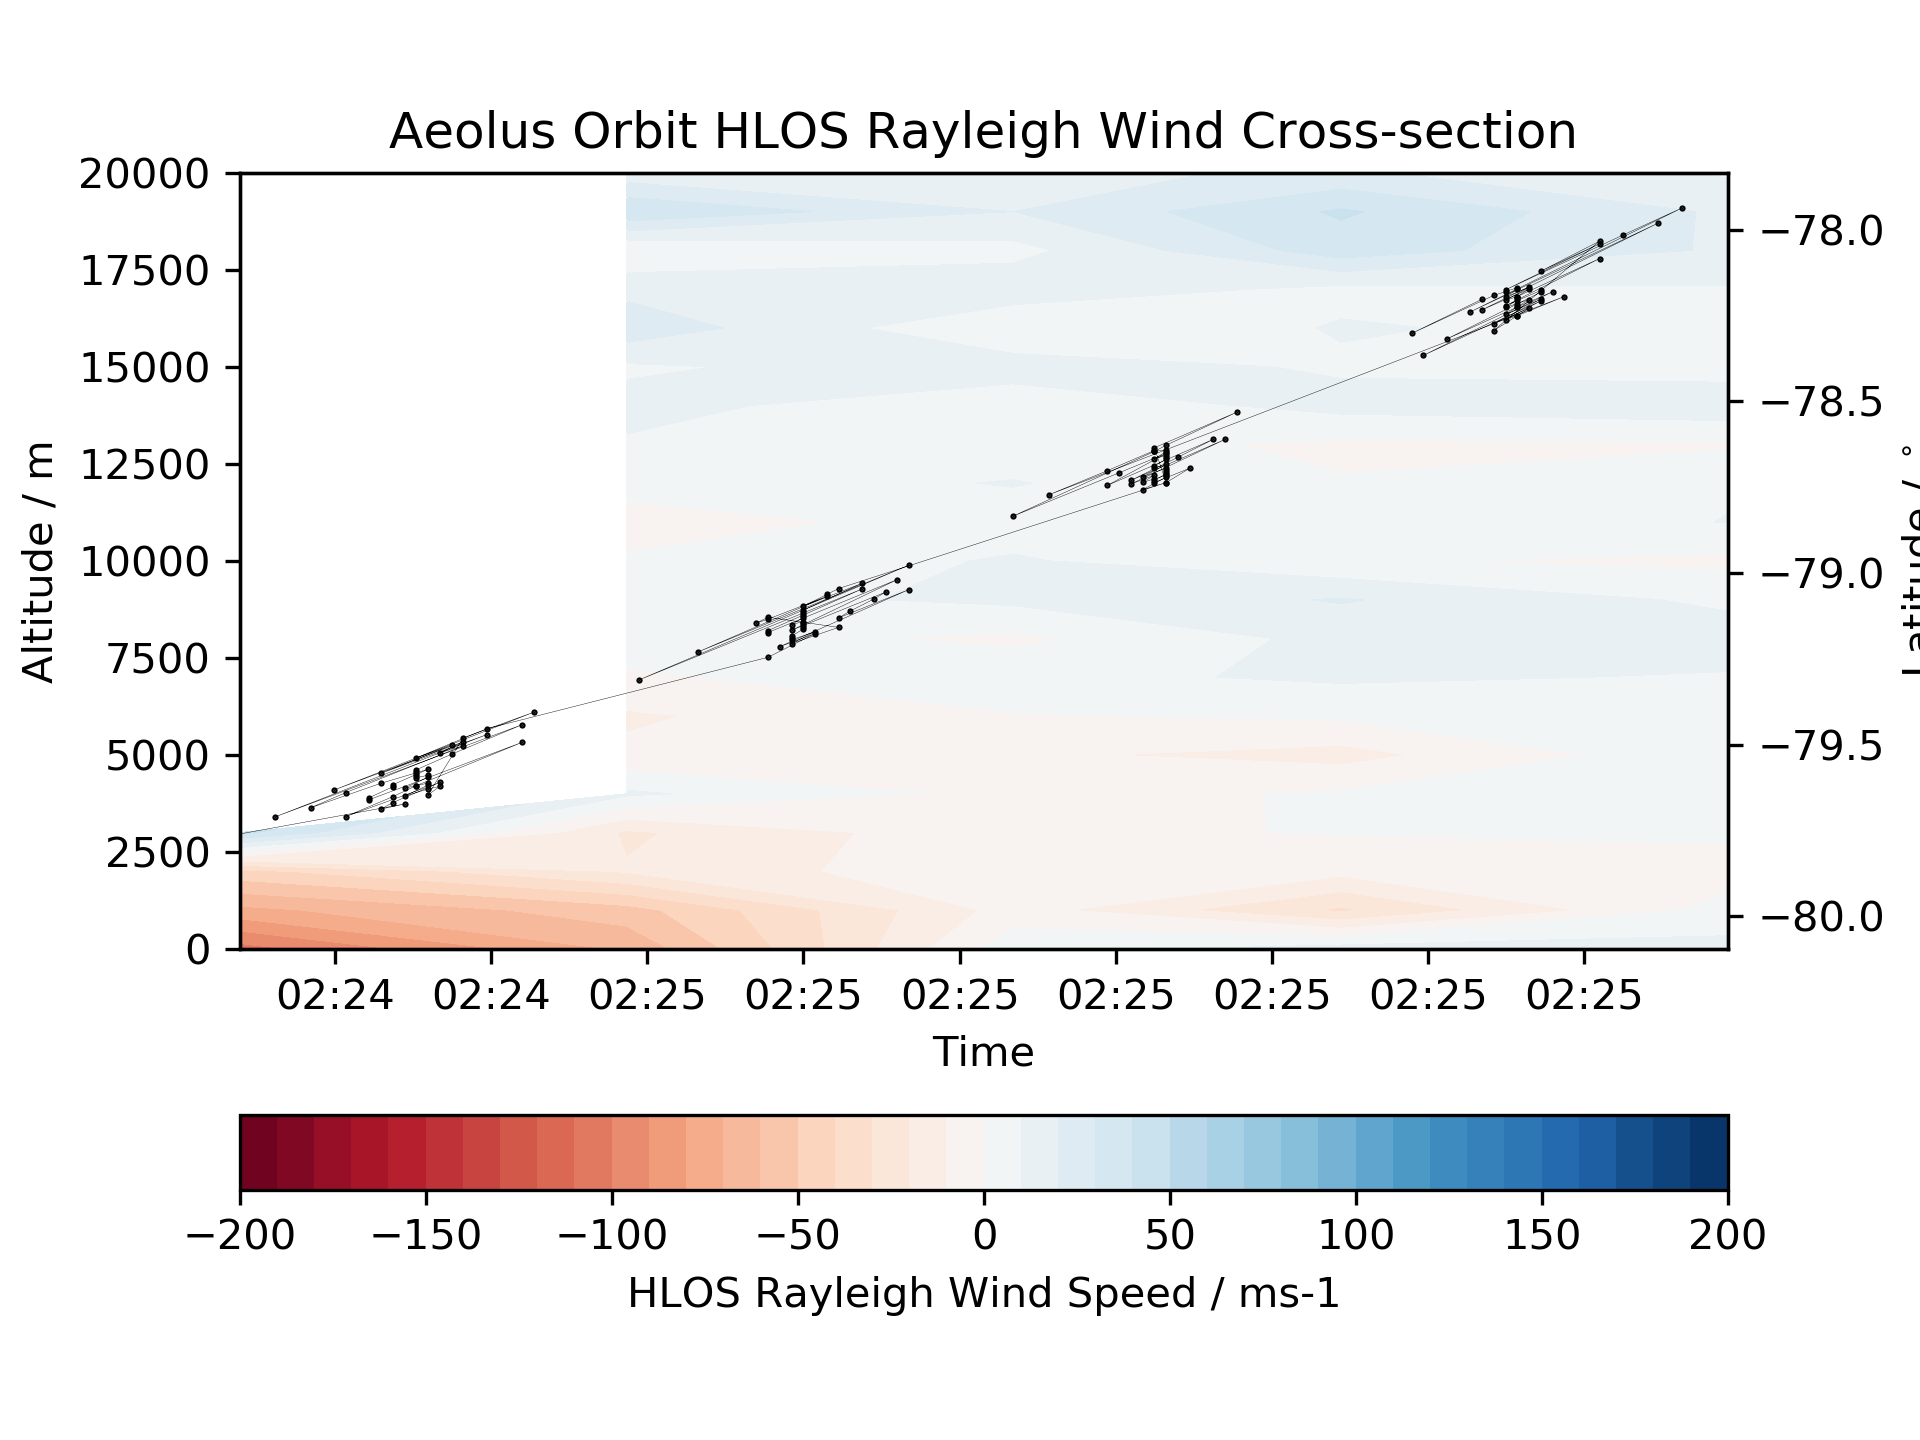 Aeolus Orbit HLOS Rayleigh Wind Cross-section
20000
17500
15000
12500
10000
7500
5000
2500
0
Altitude / m
−78.0
−78.5
−79.0
−79.5
−80.0
Latitude / °
02:24 02:24 02:25 02:25 02:25 02:25 02:25 02:25 02:25
Time
−200 −150 −100 −50 0 50 100 150 200
HLOS Rayleigh Wind Speed / ms-1